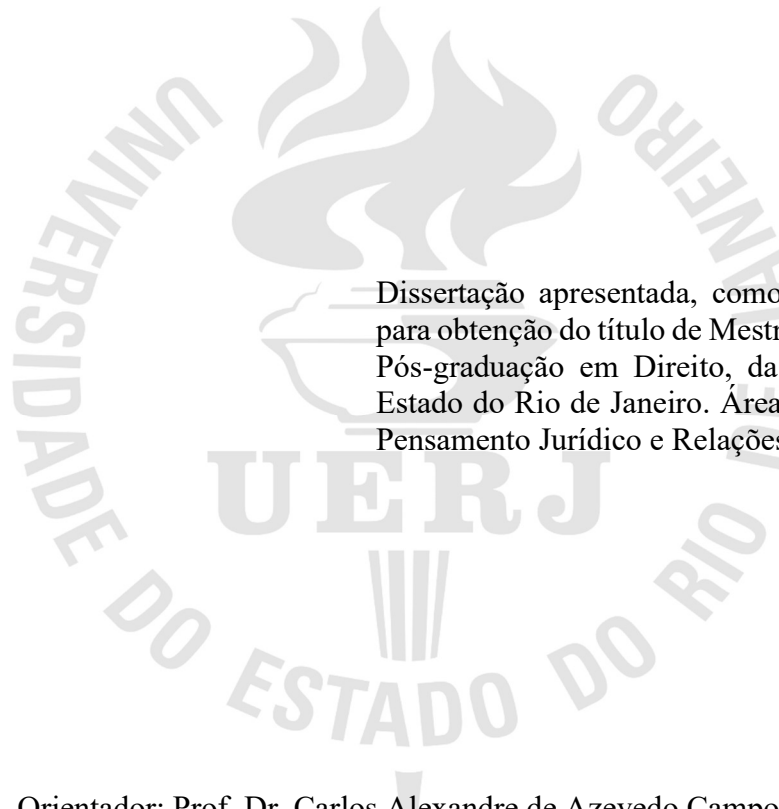 UNIVERSIDADE DO ESTADO DO RIO DE JANEIRO
UERJ
Dissertação apresentada, como
para obtenção do título de Mestr
Pós-graduação em Direito, da
Estado do Rio de Janeiro. Área
Pensamento Jurídico e Relações
Orientador: Prof. Dr. Carlos Alexandre de Azevedo Campo